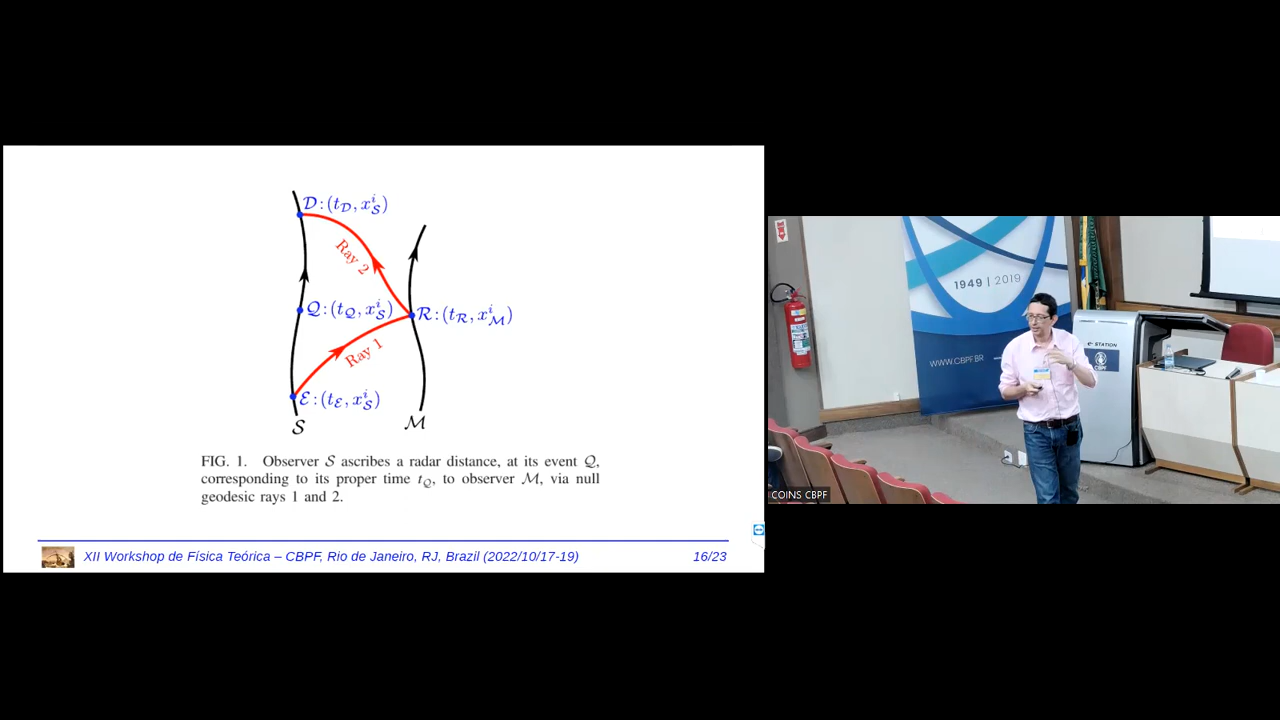 𝒟 : (t_𝒟, x^i_𝒮)
Ray 2
𝒬 : (t_𝒬, x^i_𝒮)
ℛ : (t_ℛ, x^i_ℳ)
Ray 1
ℰ : (t_ℰ, x^i_𝒮)
𝒮
ℳ
FIG. 1. Observer 𝒮 ascribes a radar distance, at its event 𝒬,
corresponding to its proper time t_𝒬, to observer ℳ, via null
geodesic rays 1 and 2.
XII Workshop de Física Teórica – CBPF, Rio de Janeiro, RJ, Brazil (2022/10/17-19)
16/23
1949 | 2019
WWW.CBPF.BR
e-STATION
CBPF
COINS CBPF